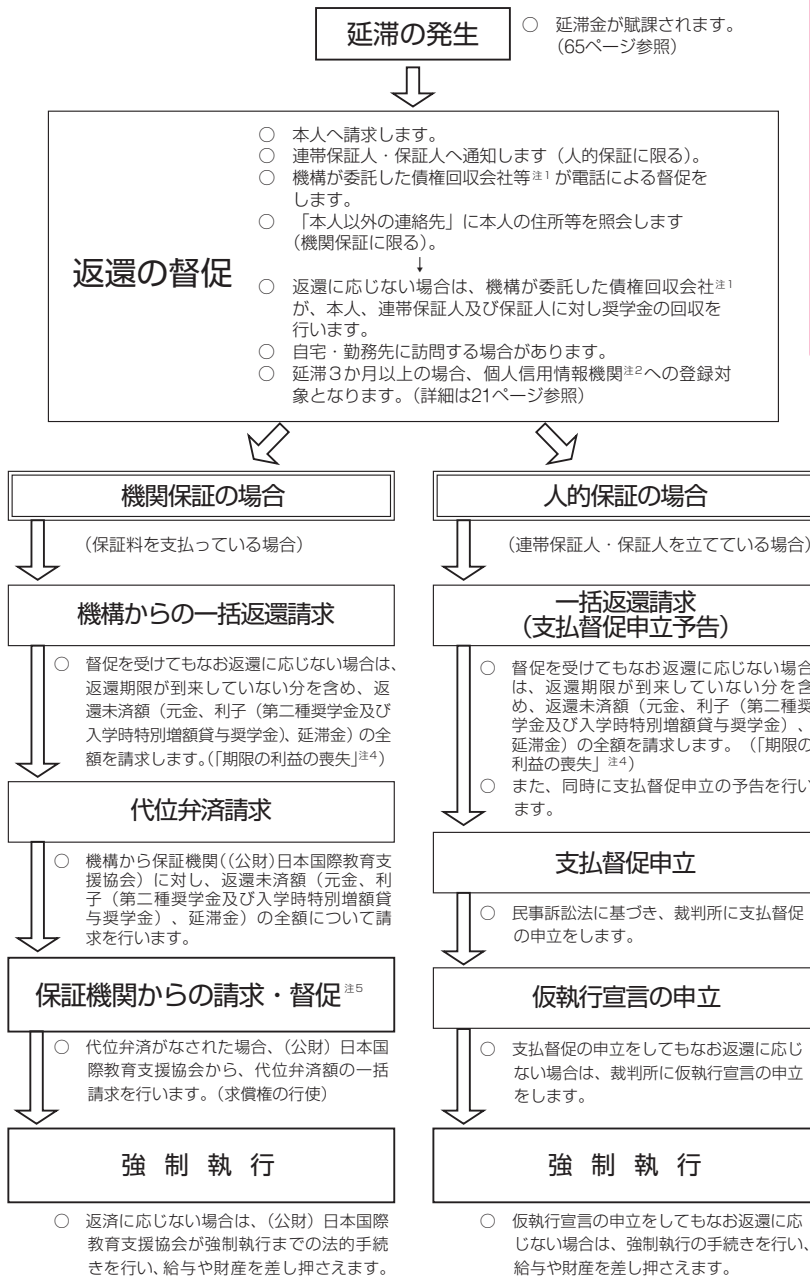 延滞の発生
○ 延滞金が賦課されます。
(65ページ参照)
返還の督促
○ 本人へ請求します。
○ 連帯保証人・保証人へ通知します（人的保証に限る）。
○ 機構が委託した債権回収会社等注1が電話による督促を
します。
○ 「本人以外の連絡先」に本人の住所等を照会します
(機関保証に限る)。
↓
○ 返還に応じない場合は、機構が委託した債権回収会社注1
が、本人、連帯保証人及び保証人に対し奨学金の回収を
行います。
○ 自宅・勤務先に訪問する場合があります。
○ 延滞３か月以上の場合、個人信用情報機関注2への登録対
象となります。(詳細は21ページ参照)
機関保証の場合
(保証料を支払っている場合)
機構からの一括返還請求
○ 督促を受けてもなお返還に応じない場合は、
返還期限が到来していない分を含め、返
還未済額（元金、利子（第二種奨学金及び
入学時特別増額貸与奨学金）、延滞金）の全
額を請求します。(「期限の利益の喪失」注4)
代位弁済請求
○ 機構から保証機関((公財)日本国際教育支
援協会）に対し、返還未済額（元金、利
子（第二種奨学金及び入学時特別増額貸
与奨学金）、延滞金）の全額について請
求を行います。
保証機関からの請求・督促注5
○ 代位弁済がなされた場合、(公財）日本国
際教育支援協会から、代位弁済額の一括
請求を行います。(求償権の行使)
強 制 執 行
○ 返済に応じない場合は、(公財）日本国際
教育支援協会が強制執行までの法的手続
きを行い、給与や財産を差し押さえます。
人的保証の場合
(連帯保証人・保証人を立てている場合)
一括返還請求
(支払督促申立予告)
○ 督促を受けてもなお返還に応じない場合
は、返還期限が到来していない分を含
め、返還未済額（元金、利子（第二種奨
学金及び入学時特別増額貸与奨学金）、
延滞金）の全額を請求します。（「期限の
利益の喪失」注4）
○ また、同時に支払督促申立の予告を行い
ます。
支払督促申立
○ 民事訴訟法に基づき、裁判所に支払督促
の申立をします。
仮執行宣言の申立
○ 支払督促の申立をしてもなお返還に応じ
ない場合は、裁判所に仮執行宣言の申立
をします。
強 制 執 行
○ 仮執行宣言の申立をしてもなお返還に応
じない場合は、強制執行の手続きを行い、
給与や財産を差し押さえます。